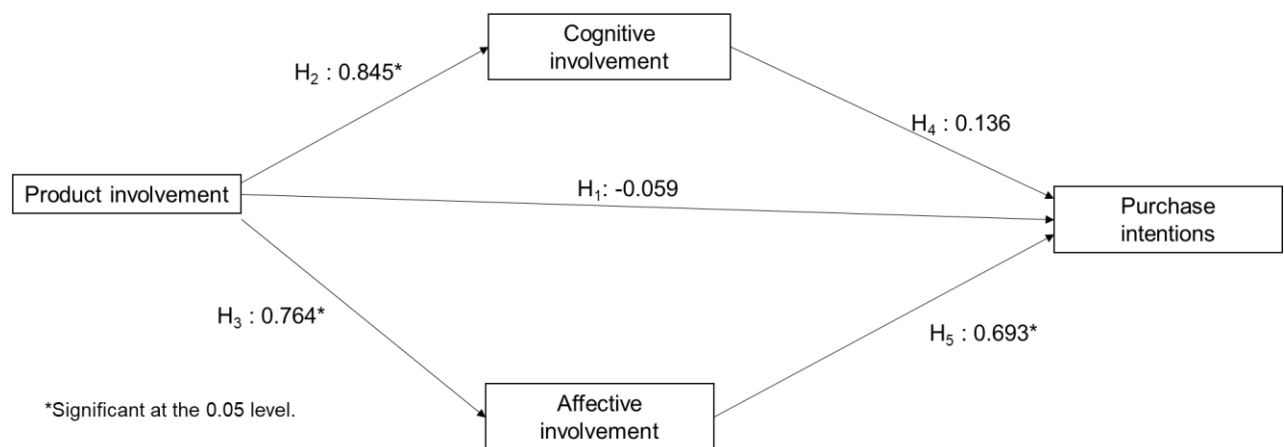 Cognitive
involvement
H₂ : 0.845*
H₄ : 0.136
Product involvement
H₁: -0.059
Purchase
intentions
H₃ : 0.764*
H₅ : 0.693*
*Significant at the 0.05 level.
Affective
involvement